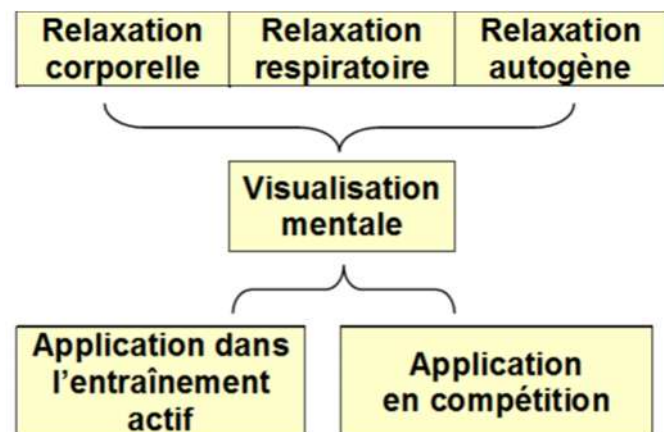 Relaxation
corporelle
Relaxation
respiratoire
Relaxation
autogène
Visualisation
mentale
Application dans
l'entraînement
actif
Application
en compétition